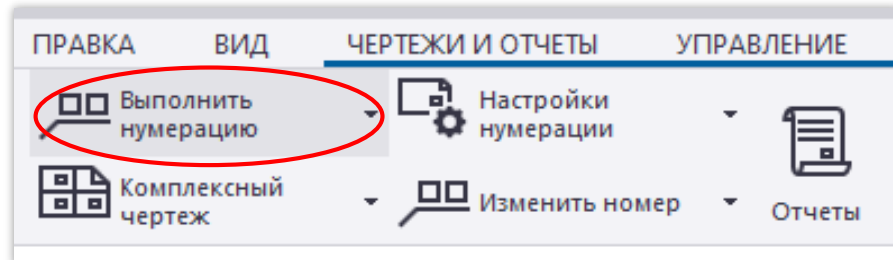 ПРАВКА ВИД ЧЕРТЕЖИ И ОТЧЕТЫ УПРАВЛЕНИЕ
Выполнить
нумерацию
Настройки
нумерации
Комплексный
чертеж
Изменить номер
Отчеты